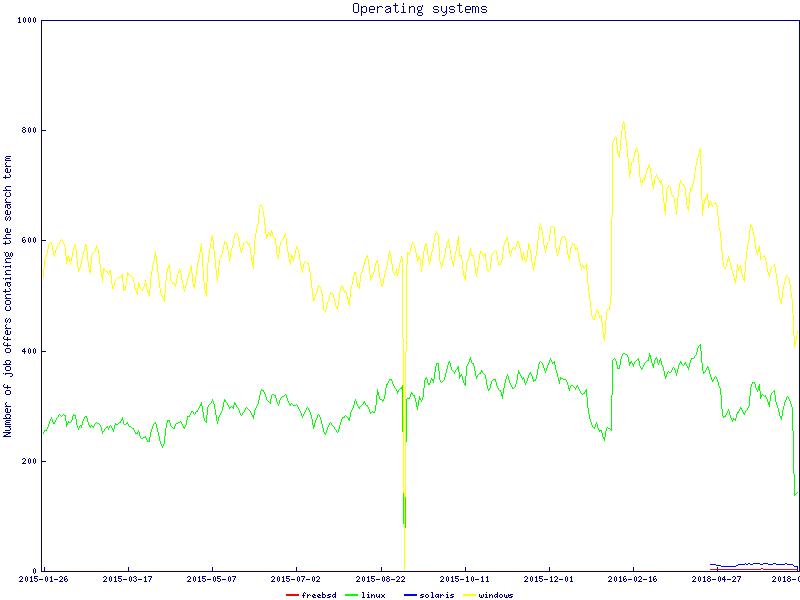 Operating systems
1000
800
600
400
200
0
Number of job offers containing the search term
2015-01-26 2015-03-17 2015-05-07 2015-07-02 2015-08-22 2015-10-11 2015-12-01 2016-02-16 2018-04-27 2018-0
freebsd linux solaris windows